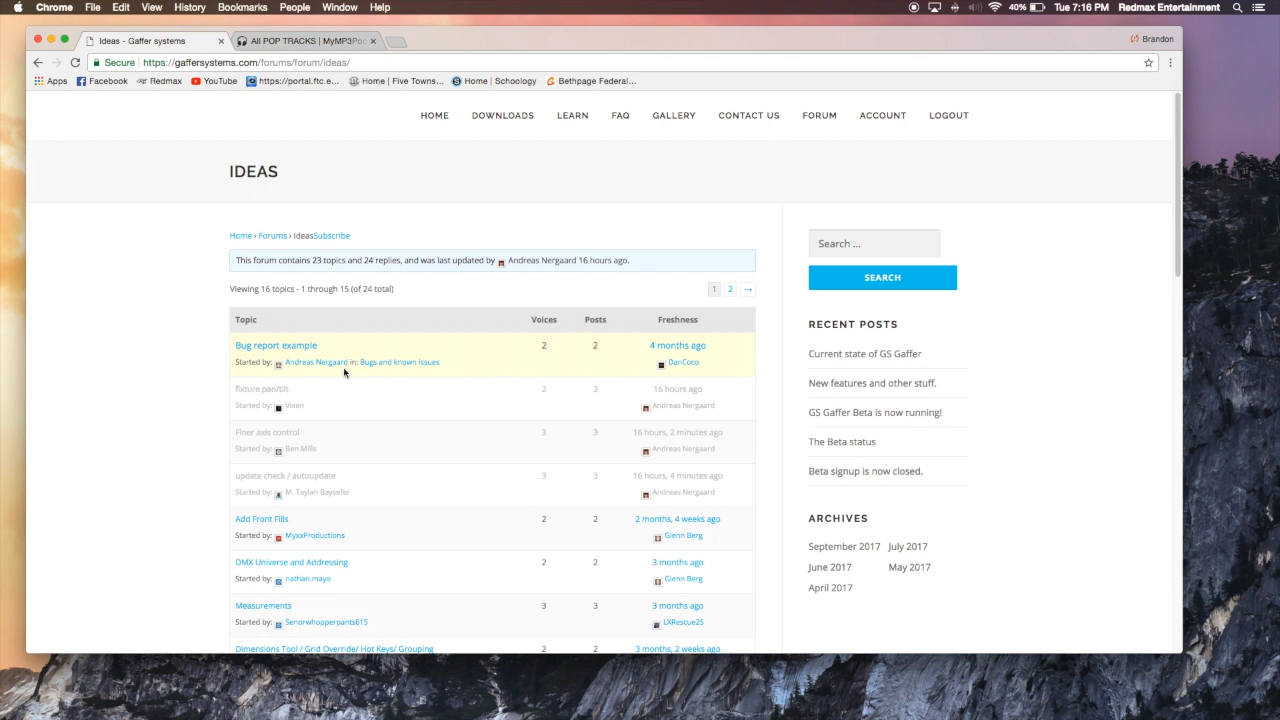 Chrome File Edit View History Bookmarks People Window Help 40% Tue 7:16 PM Redmax Entertainment
Ideas - Gaffer systems All POP TRACKS | MyMP3Poo Brandon
Secure https://gaffersystems.com/forums/forum/ideas/
Apps Facebook Redmax YouTube https://portal.ftc.e... Home | Five Towns... Home | Schoology Bethpage Federal...
HOME DOWNLOADS LEARN FAQ GALLERY CONTACT US FORUM ACCOUNT LOGOUT
IDEAS
Home › Forums › IdeasSubscribe
This forum contains 23 topics and 24 replies, and was last updated by Andreas Nergaard 16 hours ago.
Viewing 16 topics - 1 through 15 (of 24 total) 1 2 →
Topic Voices Posts Freshness
Bug report example 2 2 4 months ago
Started by: Andreas Nergaard in: Bugs and known issues DanCoco
fixture pan/tilt 2 3 16 hours ago
Started by: Vixen Andreas Nergaard
Finer axis control 3 3 16 hours, 2 minutes ago
Started by: Ben Mills Andreas Nergaard
update check / autoupdate 3 3 16 hours, 4 minutes ago
Started by: M. Taylan Baysefer Andreas Nergaard
Add Front Fills 2 2 2 months, 4 weeks ago
Started by: MyxxProductions Glenn Berg
DMX Universe and Addressing 2 2 3 months ago
Started by: nathan.mayo Glenn Berg
Measurements 3 3 3 months ago
Started by: Senorwhopperpants615 LXRescue25
Dimensions Tool / Grid Override/ Hot Keys/ Grouping 2 2 3 months, 2 weeks ago
Search ...
SEARCH
RECENT POSTS
Current state of GS Gaffer
New features and other stuff.
GS Gaffer Beta is now running!
The Beta status
Beta signup is now closed.
ARCHIVES
September 2017 July 2017
June 2017 May 2017
April 2017